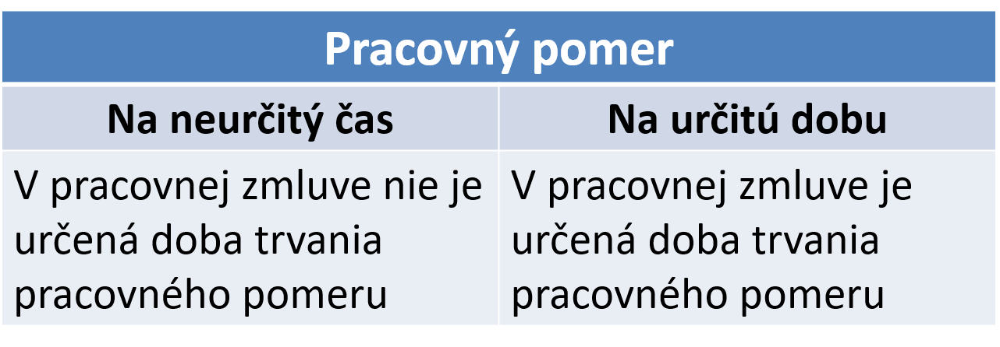 Pracovný pomer
Na neurčitý čas
Na určitú dobu
V pracovnej zmluve nie je
určená doba trvania
pracovného pomeru
V pracovnej zmluve je
určená doba trvania
pracovného pomeru